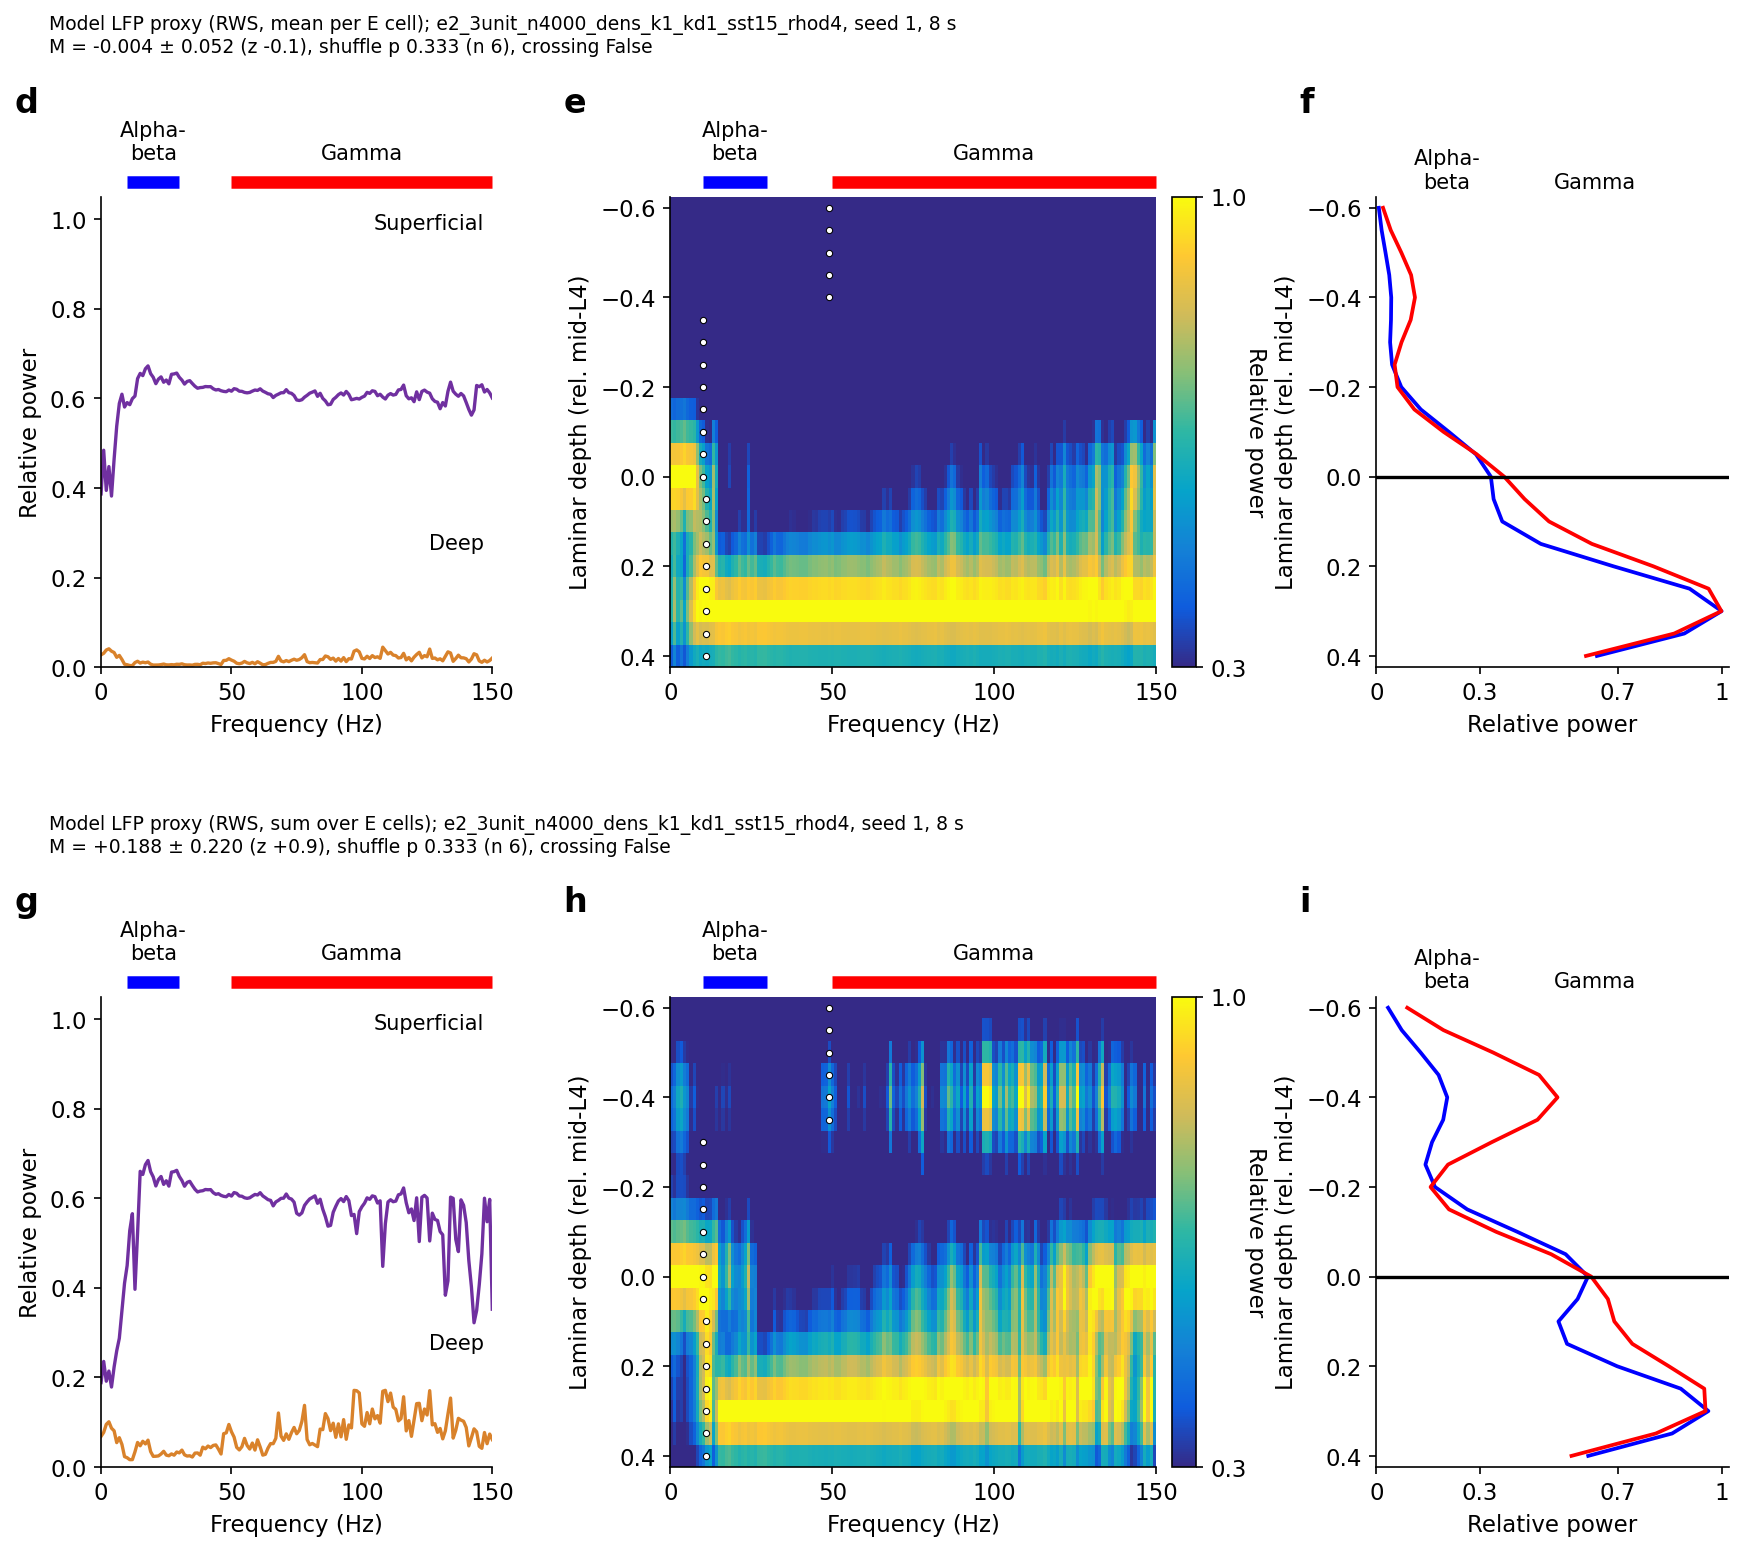 Model LFP proxy (RWS, mean per E cell); e2_3unit_n4000_dens_k1_kd1_sst15_rhod4, seed 1, 8 s
M = -0.004 ± 0.052 (z -0.1), shuffle p 0.333 (n 6), crossing False
d
Alpha-
beta
Gamma
Superficial
Deep
Relative power
1.0
0.8
0.6
0.4
0.2
0.0
0
50
100
150
Frequency (Hz)
e
Alpha-
beta
Gamma
Laminar depth (rel. mid-L4)
−0.6
−0.4
−0.2
0.0
0.2
0.4
0
50
100
150
Frequency (Hz)
1.0
0.3
Relative power
f
Alpha-
beta
Gamma
Laminar depth (rel. mid-L4)
−0.6
−0.4
−0.2
0.0
0.2
0.4
0
0.3
0.7
1
Relative power
Model LFP proxy (RWS, sum over E cells); e2_3unit_n4000_dens_k1_kd1_sst15_rhod4, seed 1, 8 s
M = +0.188 ± 0.220 (z +0.9), shuffle p 0.333 (n 6), crossing False
g
Alpha-
beta
Gamma
Superficial
Deep
Relative power
1.0
0.8
0.6
0.4
0.2
0.0
0
50
100
150
Frequency (Hz)
h
Alpha-
beta
Gamma
Laminar depth (rel. mid-L4)
−0.6
−0.4
−0.2
0.0
0.2
0.4
0
50
100
150
Frequency (Hz)
1.0
0.3
Relative power
i
Alpha-
beta
Gamma
Laminar depth (rel. mid-L4)
−0.6
−0.4
−0.2
0.0
0.2
0.4
0
0.3
0.7
1
Relative power